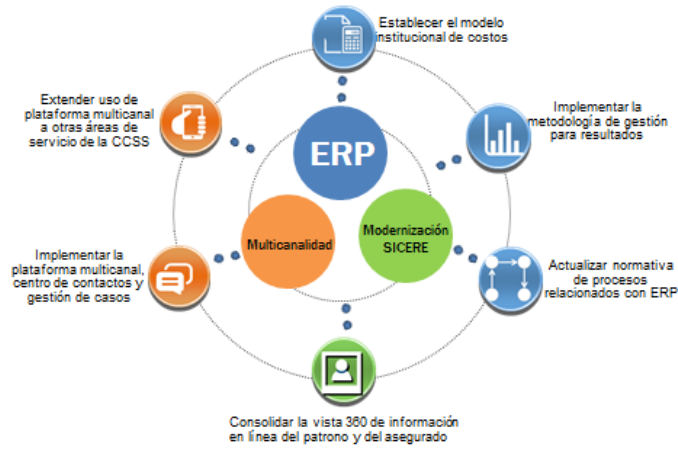 Establecer el modelo
institucional de costos
Extender uso de
plataforma multicanal
a otras áreas de
servicio de la CCSS
Implementar la
metodología de gestión
para resultados
ERP
Multicanalidad
Modernización
SICERE
Implementar la
plataforma multicanal,
centro de contactos y
gestión de casos
Actualizar normativa
de procesos
relacionados con ERP
Consolidar la vista 360 de información
en línea del patrono y del asegurado